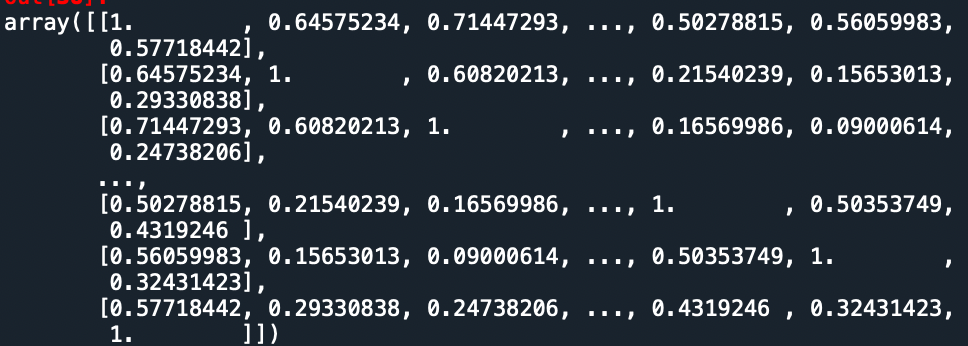 array([[1.        , 0.64575234, 0.71447293, ..., 0.50278815, 0.56059983,
        0.57718442],
       [0.64575234, 1.        , 0.60820213, ..., 0.21540239, 0.15653013,
        0.29330838],
       [0.71447293, 0.60820213, 1.        , ..., 0.16569986, 0.09000614,
        0.24738206],
       ...,
       [0.50278815, 0.21540239, 0.16569986, ..., 1.        , 0.50353749,
        0.4319246 ],
       [0.56059983, 0.15653013, 0.09000614, ..., 0.50353749, 1.        ,
        0.32431423],
       [0.57718442, 0.29330838, 0.24738206, ..., 0.4319246 , 0.32431423,
        1.        ]])